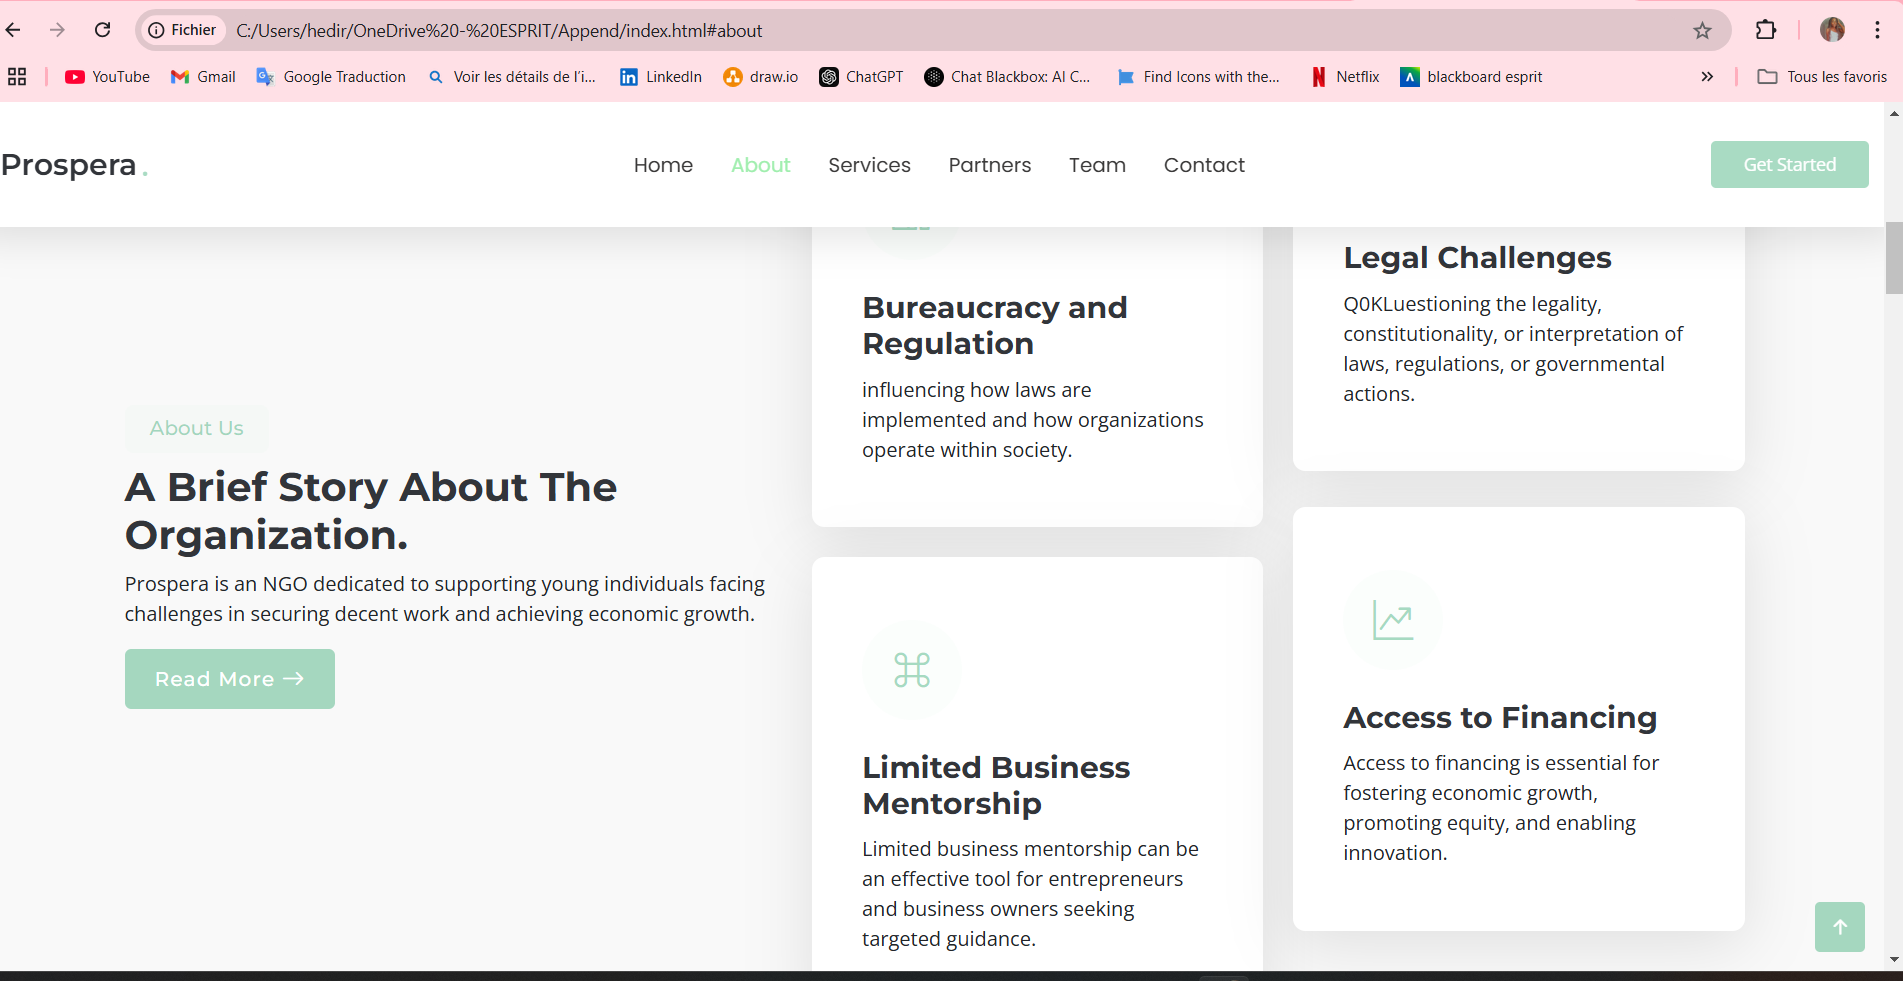 Fichier C:/Users/hedir/OneDrive%20-%20ESPRIT/Append/index.html#about
YouTube Gmail Google Traduction Voir les détails de l'i... LinkedIn draw.io ChatGPT Chat Blackbox: AI C... Find Icons with the... Netflix blackboard esprit » Tous les favoris
Prospera. Home About Services Partners Team Contact Get Started
About Us
A Brief Story About The
Organization.
Prospera is an NGO dedicated to supporting young individuals facing
challenges in securing decent work and achieving economic growth.
Read More →
Bureaucracy and
Regulation
influencing how laws are
implemented and how organizations
operate within society.
Legal Challenges
Q0KLuestioning the legality,
constitutionality, or interpretation of
laws, regulations, or governmental
actions.
Limited Business
Mentorship
Limited business mentorship can be
an effective tool for entrepreneurs
and business owners seeking
targeted guidance.
Access to Financing
Access to financing is essential for
fostering economic growth,
promoting equity, and enabling
innovation.